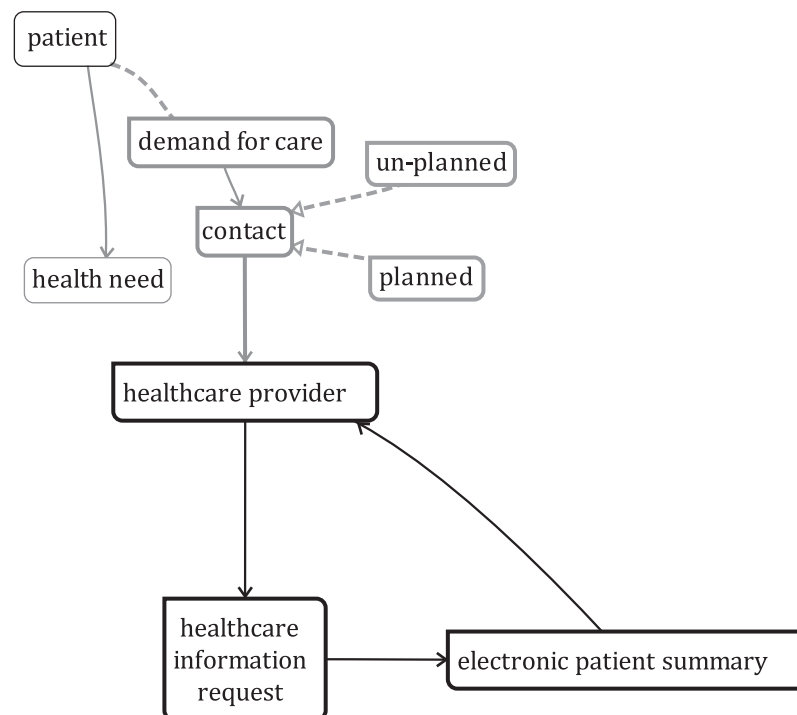 patient
demand for care
un-planned
contact
health need
planned
healthcare provider
healthcare
information
request
electronic patient summary